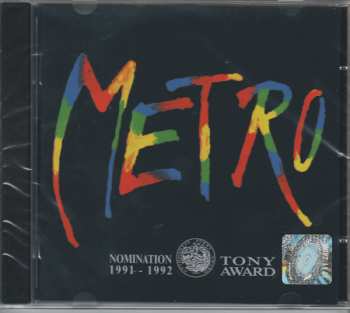 METRO
NOMINATION
1991 - 1992
TONY
AWARD